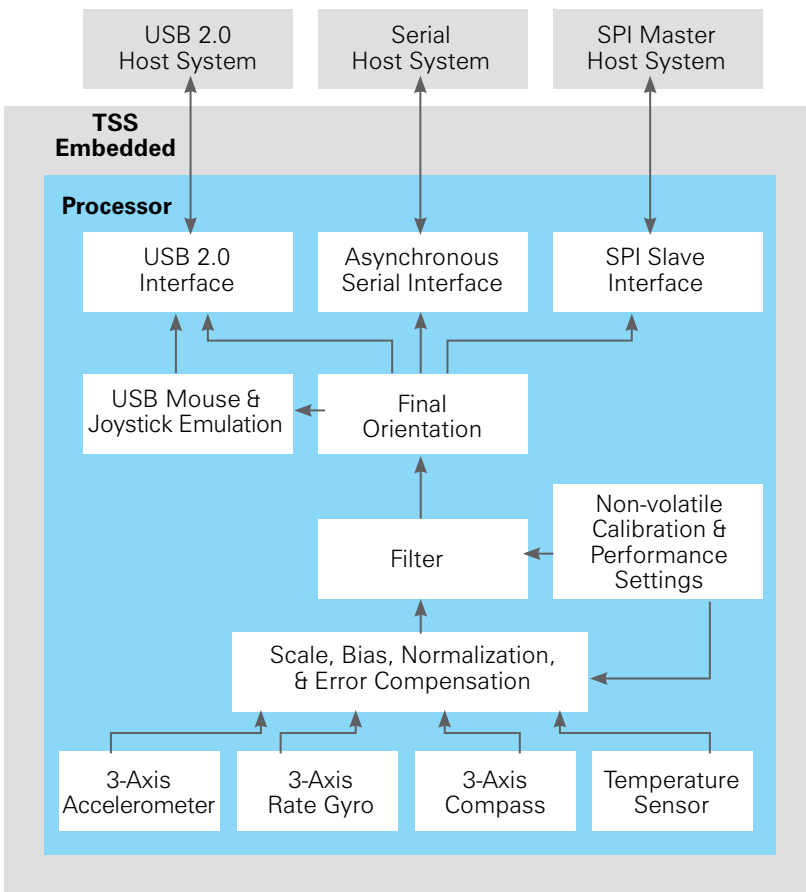 USB 2.0
Host System
Serial
Host System
SPI Master
Host System
TSS
Embedded
Processor
USB 2.0
Interface
Asynchronous
Serial Interface
SPI Slave
Interface
USB Mouse &
Joystick Emulation
Final
Orientation
Non-volatile
Calibration &
Performance
Settings
Filter
Scale, Bias, Normalization,
& Error Compensation
3-Axis
Accelerometer
3-Axis
Rate Gyro
3-Axis
Compass
Temperature
Sensor